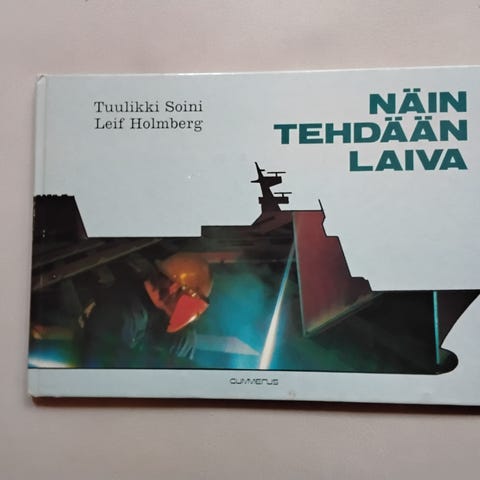 Tuulikki Soini
Leif Holmberg
NÄIN
TEHDÄÄN
LAIVA
GUMMERUS